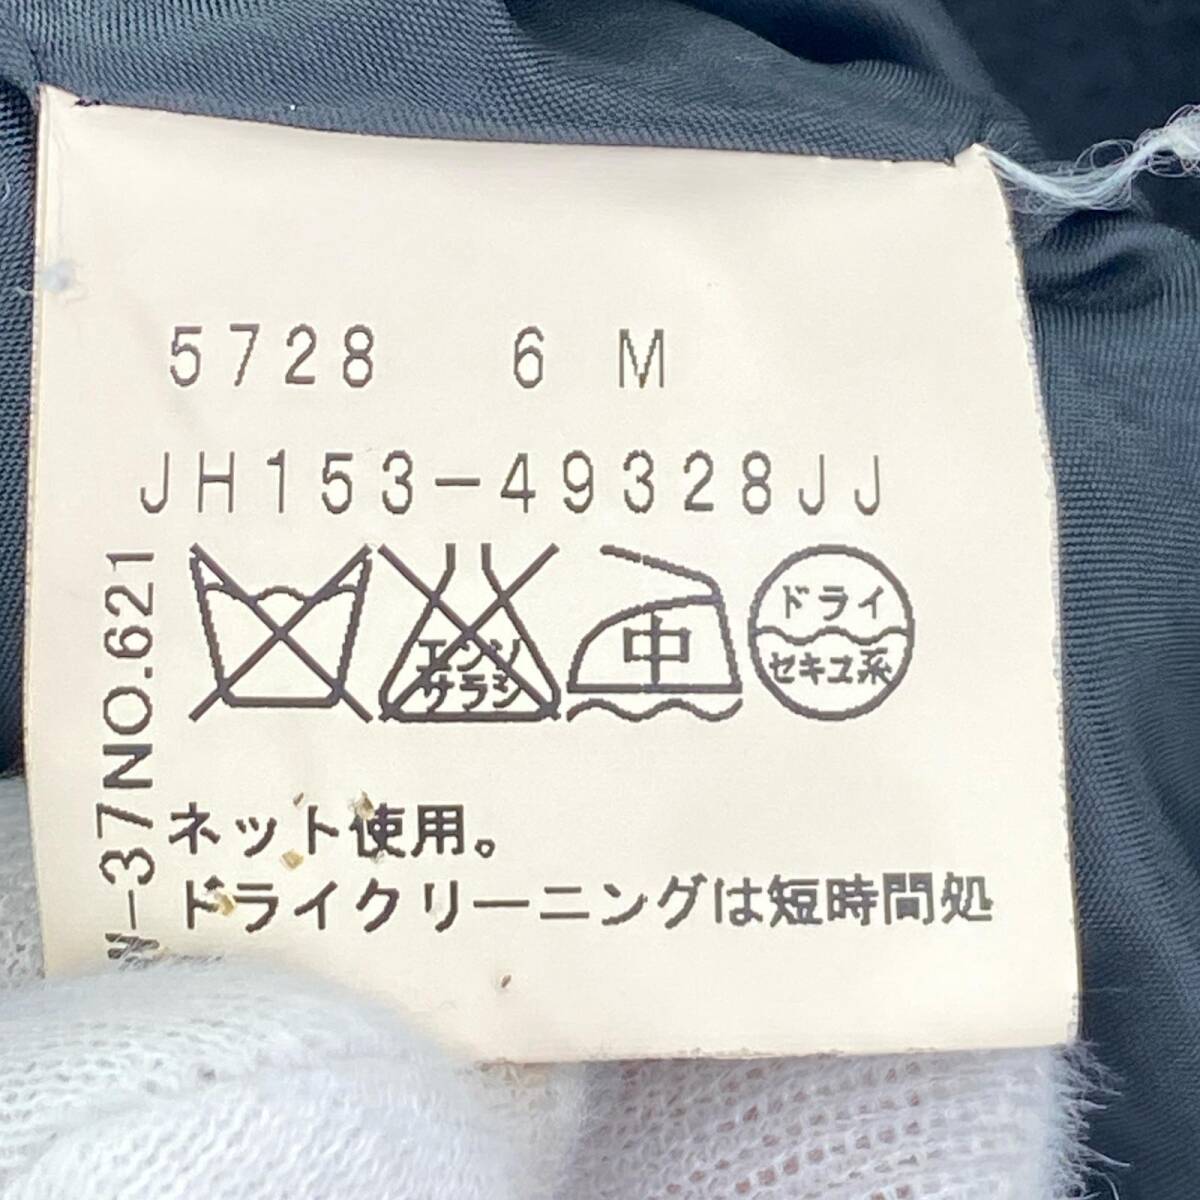 5728 6 M
JH153-49328JJ
エンソ
サラシ
中
ドライ
セキユ系
ネット使用。
ドライクリーニングは短時間処
-37NO.621